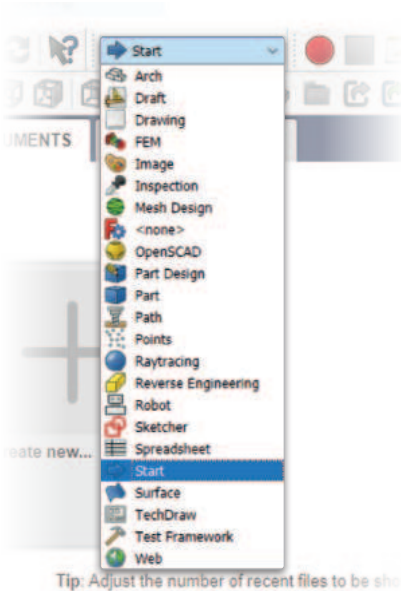 Start
UMENTS
Arch
Draft
Drawing
FEM
Image
Inspection
Mesh Design
<none>
OpenSCAD
Part Design
Part
Path
Points
Raytracing
Reverse Engineering
Robot
Sketcher
eate new...
Spreadsheet
Start
Surface
TechDraw
Test Framework
Web
Tip: Adjust the number of recent files to be sho